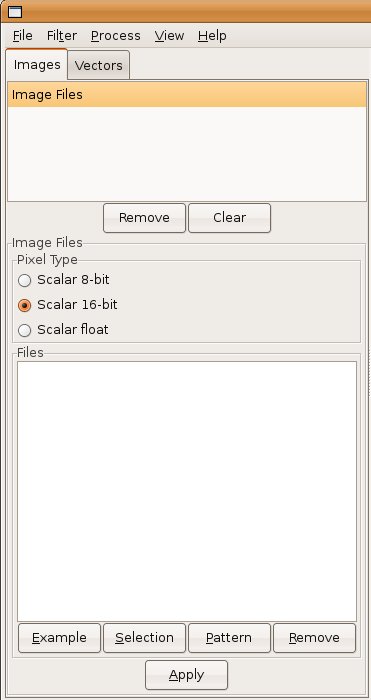 File Filter Process View Help
Images Vectors
Image Files
Remove Clear
Image Files
Pixel Type
Scalar 8-bit
Scalar 16-bit
Scalar float
Files
Example Selection Pattern Remove
Apply